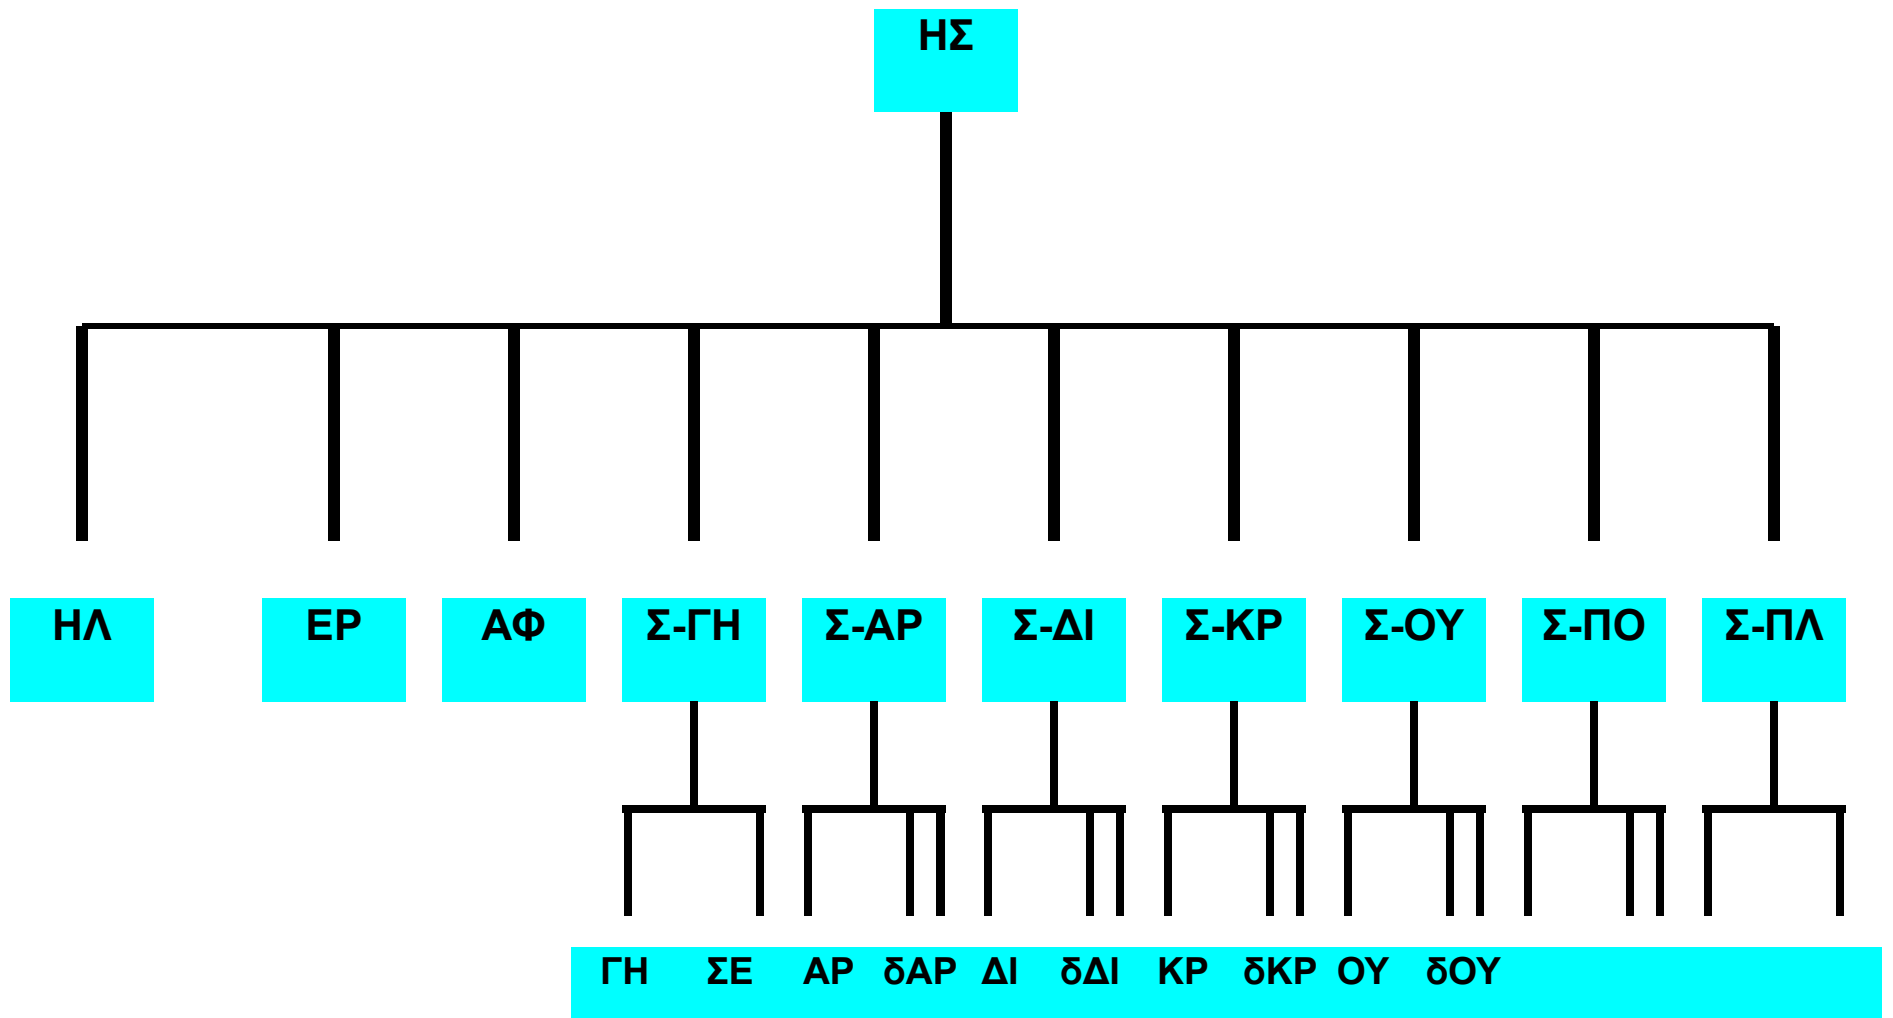 ΗΣ
ΗΛ ΕΡ ΑΦ Σ-ΓΗ Σ-ΑΡ Σ-ΔΙ Σ-ΚΡ Σ-ΟΥ Σ-ΠΟ Σ-ΠΛ
ΓΗ ΣΕ ΑΡ δΑΡ ΔΙ δΔΙ ΚΡ δΚΡ ΟΥ δΟΥ